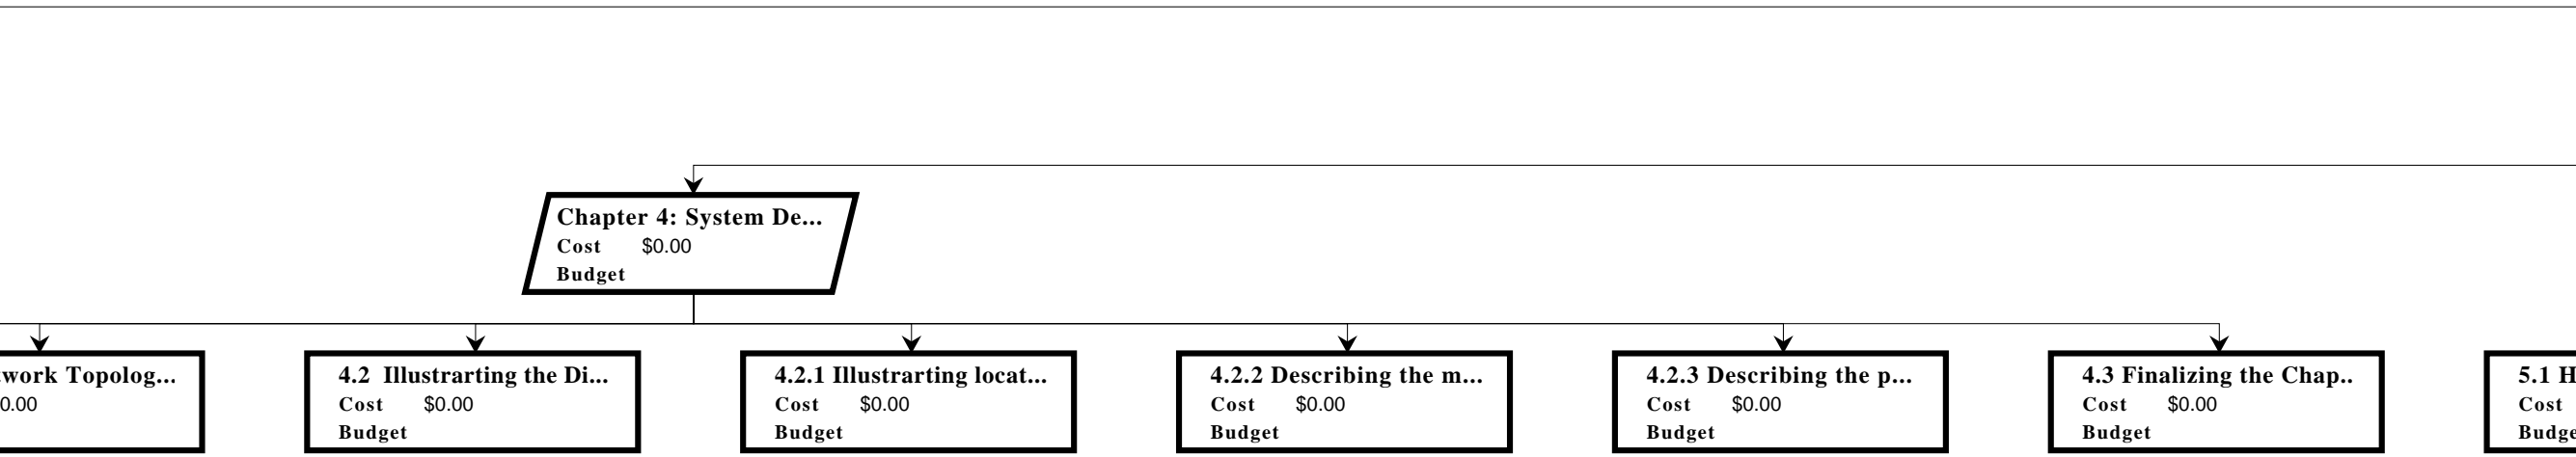 Chapter 4: System De...
Cost $0.00
Budget
twork Topolog...
0.00
4.2 Illustrarting the Di...
Cost $0.00
Budget
4.2.1 Illustrarting locat...
Cost $0.00
Budget
4.2.2 Describing the m...
Cost $0.00
Budget
4.2.3 Describing the p...
Cost $0.00
Budget
4.3 Finalizing the Chap..
Cost $0.00
Budget
5.1 H
Cost
Budge